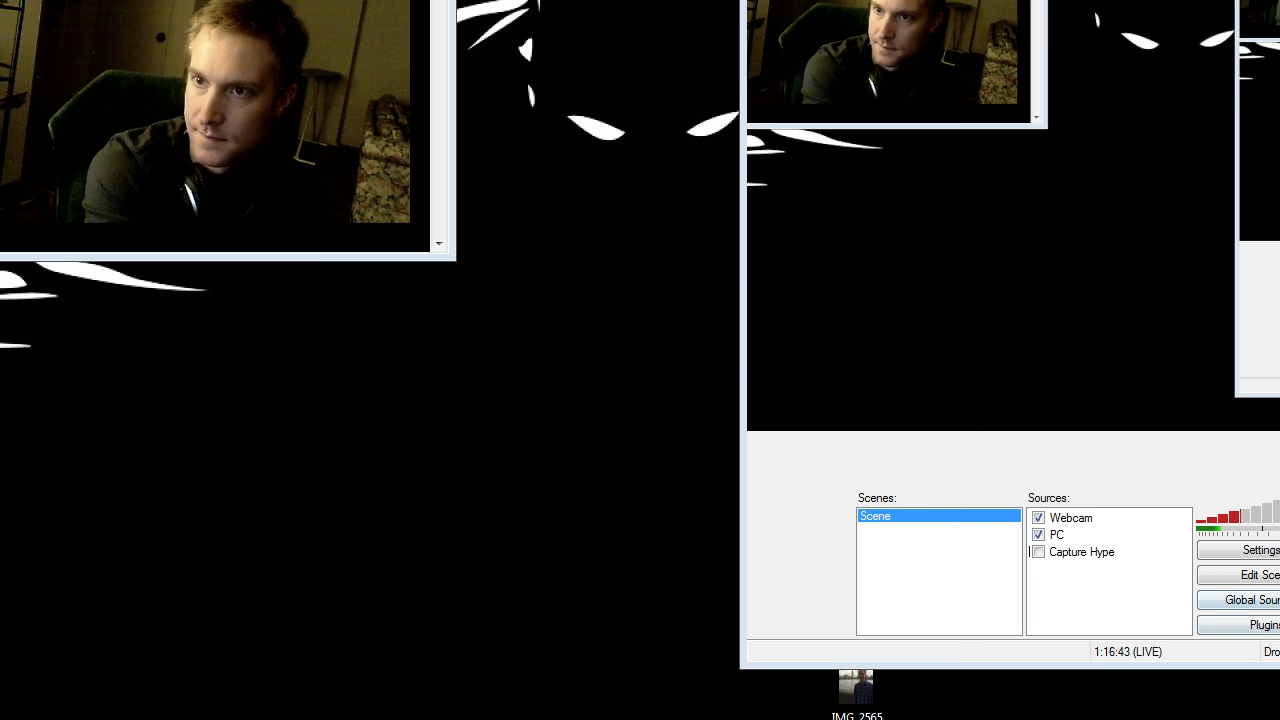 Scenes:
Sources:
Scene
Webcam
PC
Capture Hype
Settings
Edit Sce
Global Sour
Plugins
1:16:43 (LIVE)
Dro
IMG_2565